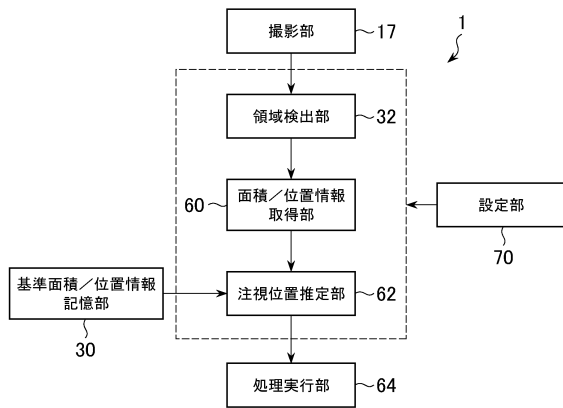 1
撮影部
17
領域検出部
32
面積／位置情報
取得部
60
設定部
70
基準面積／位置情報
記憶部
30
注視位置推定部
62
処理実行部
64